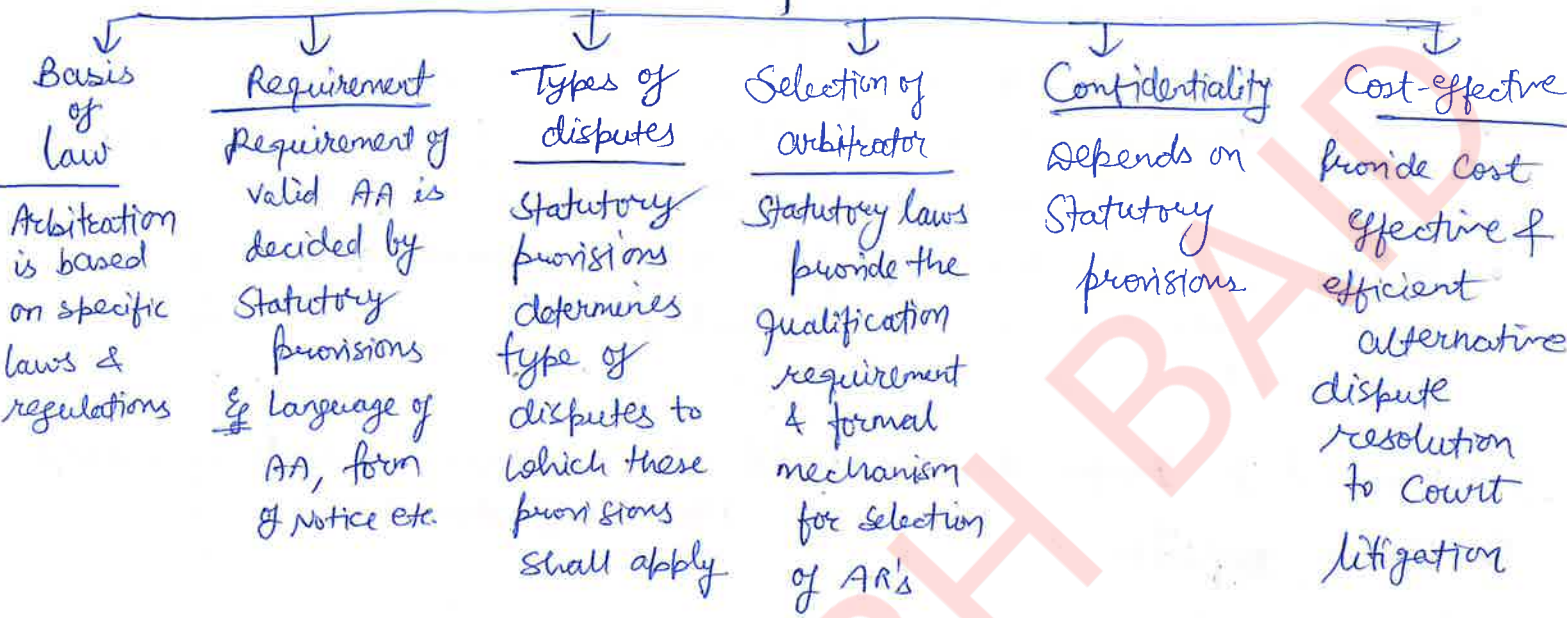 Basis
of
law
Arbitration
is based
on specific
laws &
regulations
Requirement
Requirement of
valid AA is
decided by
Statutory
provisions
Eg Language of
AA, form
of Notice etc.
Types of
disputes
Statutory
provisions
determines
type of
disputes to
which these
provisions
shall apply
Selection of
arbitrator
Statutory laws
provide the
qualification
requirement
& formal
mechanism
for selection
of AR's
Confidentiality
Depends on
Statutory
provisions
Cost-effective
Provide cost
effective &
efficient
alternative
dispute
resolution
to Court
litigation
PH BAID